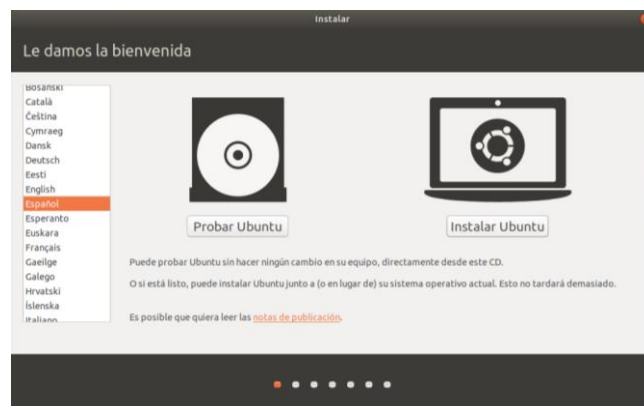 Instalar
Le damos la bienvenida
Bosanski
Català
Čeština
Cymraeg
Dansk
Deutsch
Eesti
English
Español
Esperanto
Euskara
Français
Gaeilge
Galego
Hrvatski
Íslenska
Italiano
Probar Ubuntu
Instalar Ubuntu
Puede probar Ubuntu sin hacer ningún cambio en su equipo, directamente desde este CD.
O si está listo, puede instalar Ubuntu junto a (o en lugar de) su sistema operativo actual. Esto no tardará demasiado.
Es posible que quiera leer las notas de publicación.